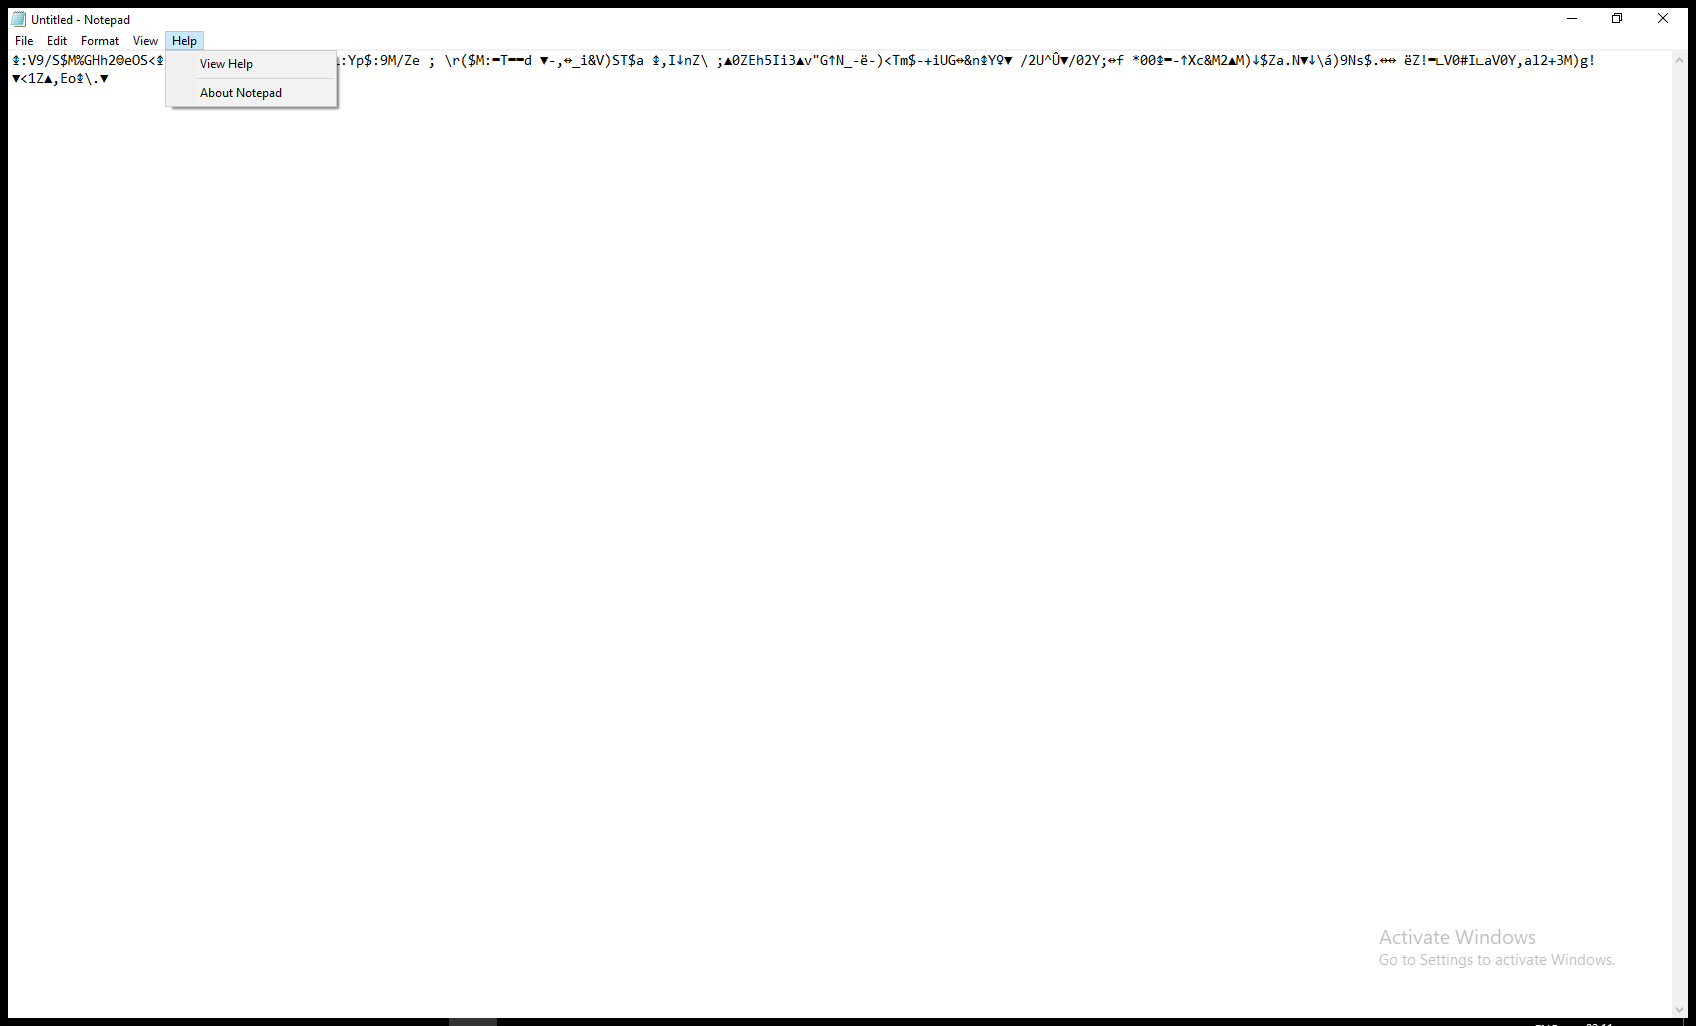 Untitled - Notepad
File Edit Format View Help
↨:V9/S$M%GHh2ΘeOS<↨ :Yp$:9M/Ze ; \r($M:▬T▬▬d ▼-,↔_i&V)ST$a ↨,I↓nZ\ ;▲0ZEh5Ii3▲v"G↑N_-ë-)<Tm$-+iUG↔&n↨Y♀▼ /2U^Û▼/02Y;↔f *00↨▬-↑Xc&M2▲M)↓$Za.N▼↓\á)9Ns$.↔↔ ëZ!▬∟V0#I∟aV0Y,al2+3M)g!
▼<1Z▲,Eo↨\.▼
View Help
About Notepad
Activate Windows
Go to Settings to activate Windows.